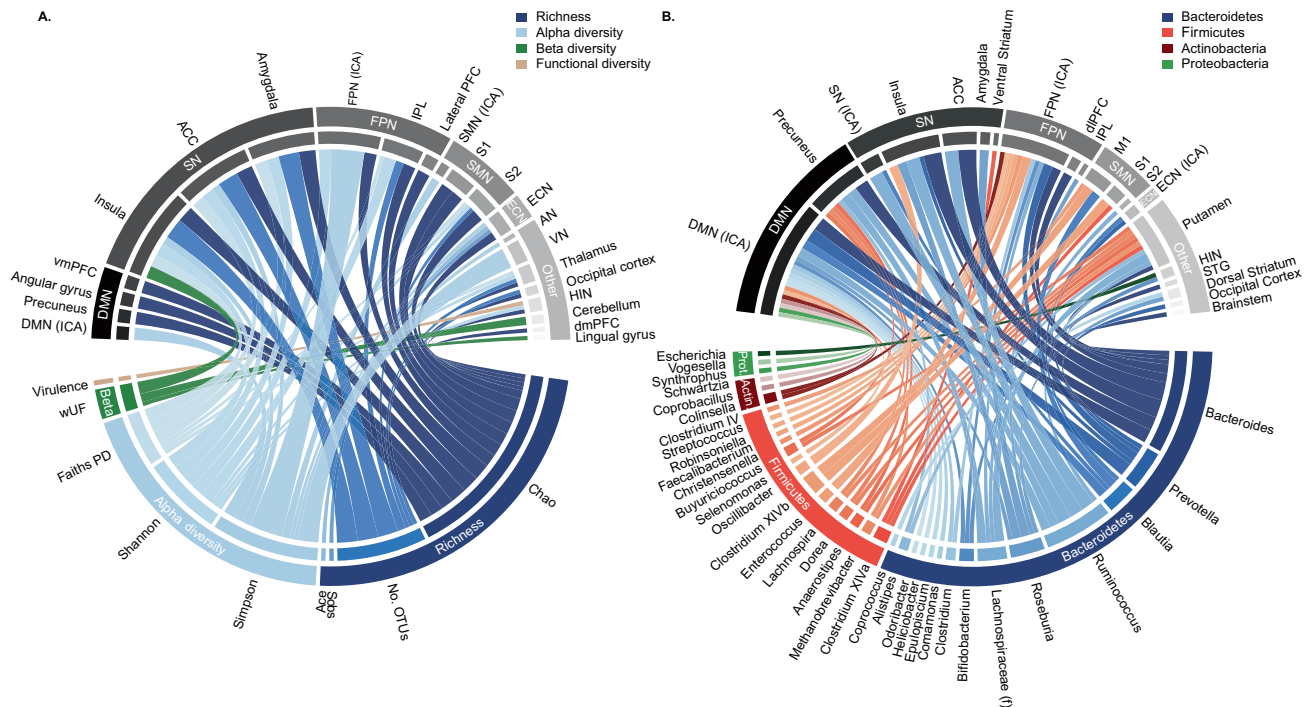 A.
Richness
Alpha diversity
Beta diversity
Functional diversity
DMN (ICA)
Precuneus
Angular gyrus
vmPFC
Insula
ACC
Amygdala
FPN (ICA)
IPL
Lateral PFC
SMN (ICA)
S1
S2
ECN
AN
VN
Thalamus
Occipital cortex
HIN
Cerebellum
dmPFC
Lingual gyrus
DMN
SN
FPN
SMN
ECN
Other
Virulence
wUF
Faiths PD
Shannon
Simpson
Ace
Sobs
No. OTUs
Chao
Beta
Alpha diversity
Richness
B.
Bacteroidetes
Firmicutes
Actinobacteria
Proteobacteria
DMN (ICA)
Precuneus
SN (ICA)
Insula
ACC
Amygdala
Ventral Striatum
FPN (ICA)
dlPFC
IPL
M1
S1
S2
ECN (ICA)
Putamen
HIN
STG
Dorsal Striatum
Occipital Cortex
Brainstem
DMN
SN
FPN
SMN
ECN
Other
Escherichia
Vogesella
Synthrophus
Schwartzia
Coprobacillus
Colinsella
Clostridium IV
Streptococcus
Robinsoniella
Faecalibacterium
Christensenella
Buyuriciococcus
Selenomonas
Oscillibacter
Clostridium XIVb
Enterococcus
Lachnospira
Dorea
Anaerostipes
Methanobrevibacter
Clostridium XIVa
Coprococcus
Alistipes
Odoribacter
Heliciobacter
Epulopiscium
Comamonas
Clostridium
Bifidobacterium
Lachnospiraceae (f)
Roseburia
Ruminococcus
Blautia
Prevotella
Bacteroides
Prot.
Actin
Firmicutes
Bacteroidetes